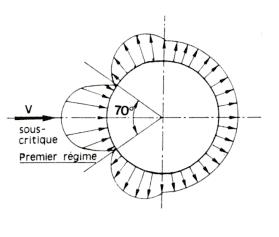 V
70°
sous-
critique
Premier régime